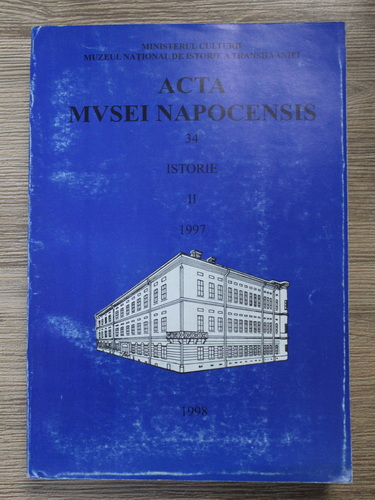 MINISTERUL CULTURII
MUZEUL NAȚIONAL DE ISTORIE A TRANSILVANIEI
ACTA
MVSEI NAPOCENSIS
34
ISTORIE
II
1997
1998